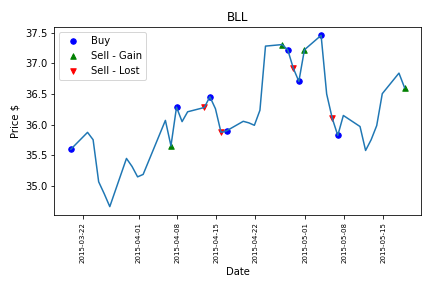 BLL
Buy
Sell - Gain
Sell - Lost
Price $
37.5
37.0
36.5
36.0
35.5
35.0
2015-03-22
2015-04-01
2015-04-08
2015-04-15
2015-04-22
2015-05-01
2015-05-08
2015-05-15
Date